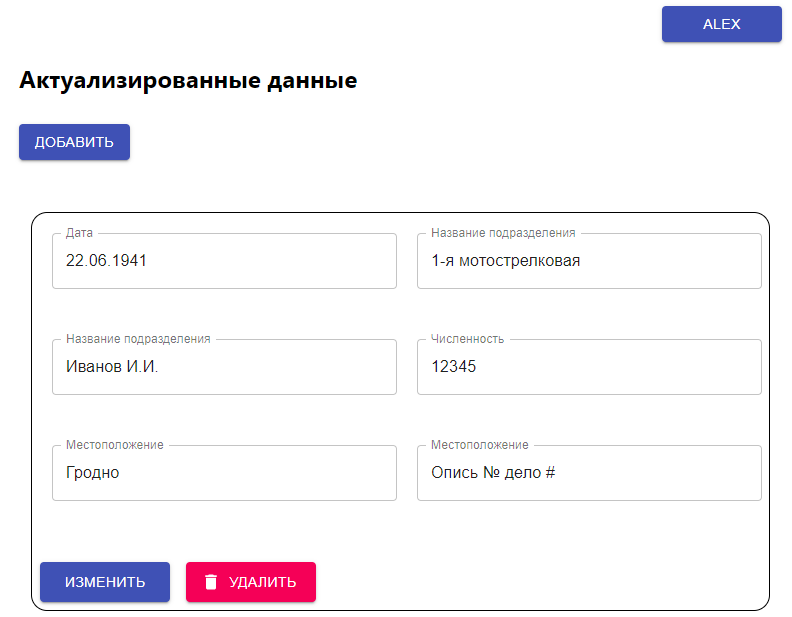 ALEX
Актуализированные данные
ДОБАВИТЬ
Дата
22.06.1941
Название подразделения
1-я мотострелковая
Название подразделения
Иванов И.И.
Численность
12345
Местоположение
Гродно
Местоположение
Опись № дело #
ИЗМЕНИТЬ
УДАЛИТЬ